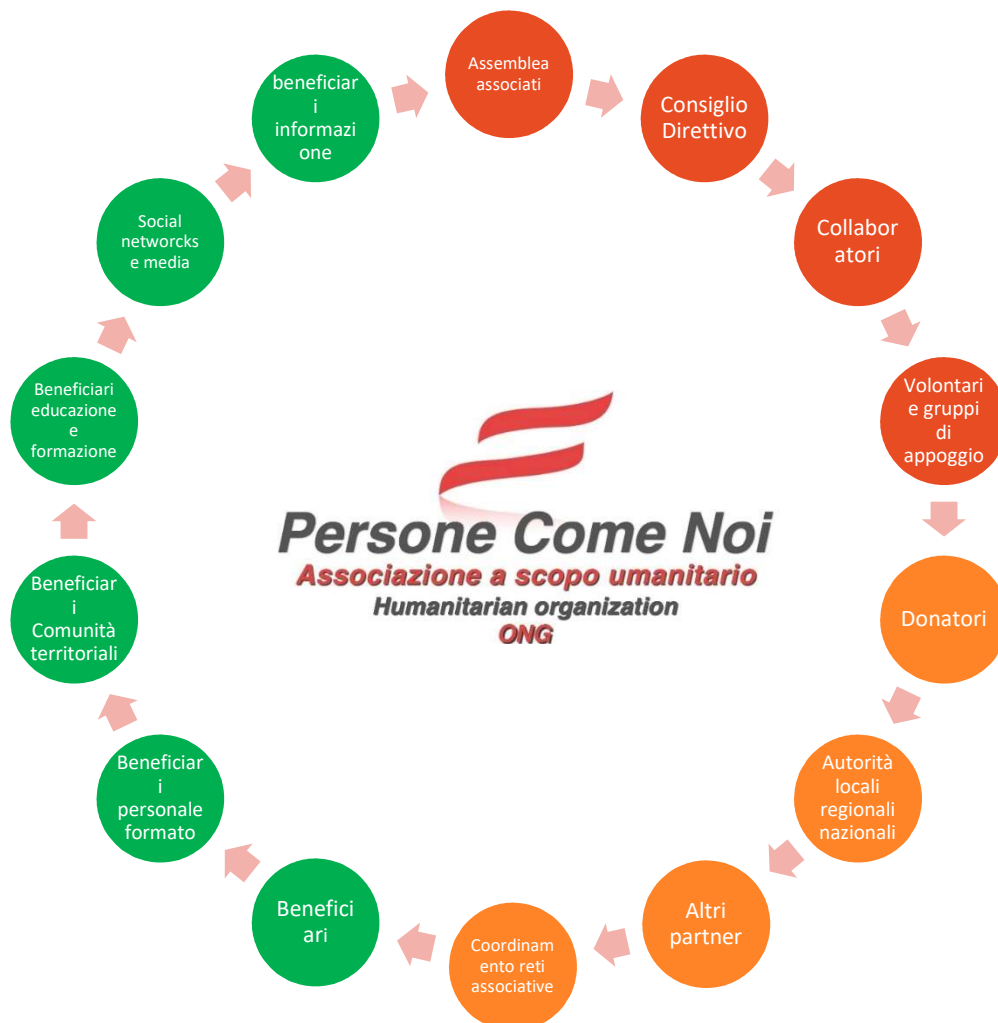 Assemblea
associati
Consiglio
Direttivo
Collabor
atori
Volontari
e gruppi
di
appoggio
Donatori
Autorità
locali
regionali
nazionali
Altri
partner
Coordinam
ento reti
associative
Benefici
ari
Beneficiar
i
personale
formato
Beneficiar
i
Comunità
territoriali
Beneficiari
educazione
e
formazione
Social
networcks
e media
beneficiar
i
informazi
one
Persone Come Noi
Associazione a scopo umanitario
Humanitarian organization
ONG